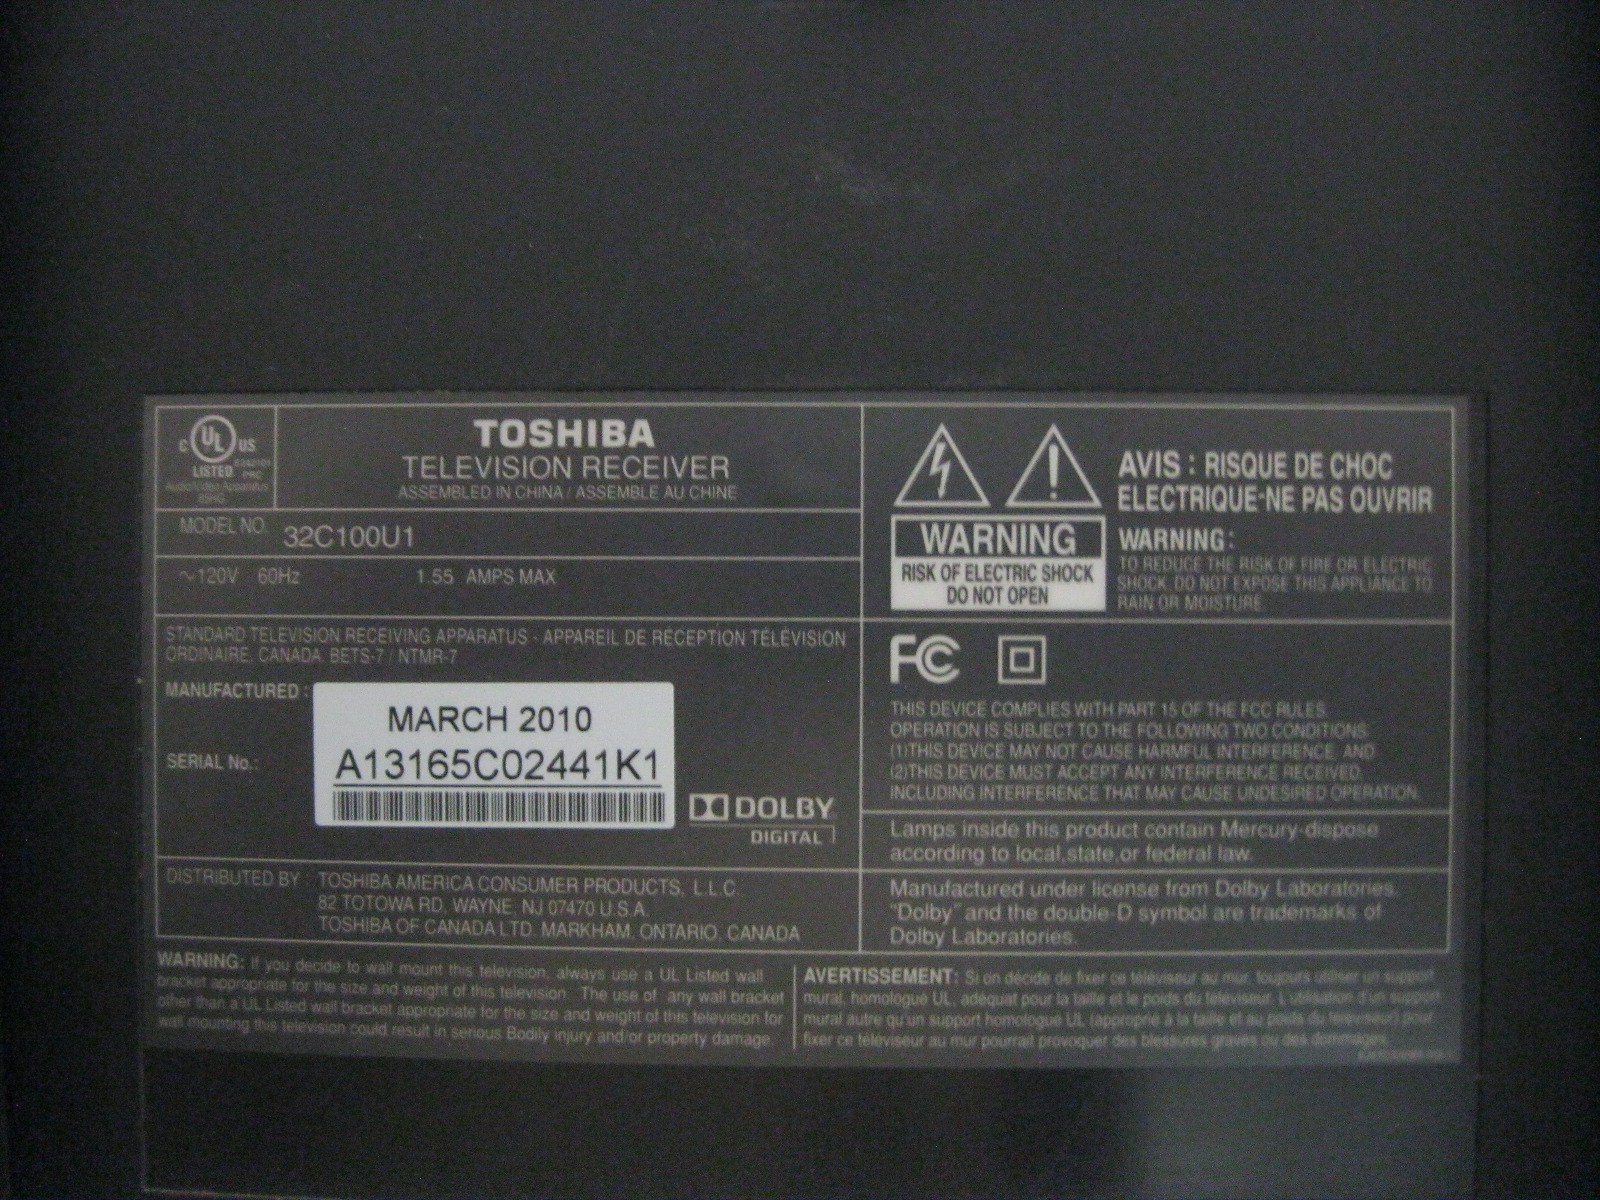 c UL US
LISTED
PRC
Audio/Video Apparatus
TOSHIBA
TELEVISION RECEIVER
ASSEMBLED IN CHINA / ASSEMBLE AU CHINE
MODEL NO. 32C100U1
~120V 60Hz 1.55 AMPS MAX
STANDARD TELEVISION RECEIVING APPARATUS - APPAREIL DE RÉCEPTION TÉLÉVISION
ORDINAIRE, CANADA BETS-7 / NTMR-7
MANUFACTURED : MARCH 2010
SERIAL No.: A13165C02441K1
DOLBY
DIGITAL
DISTRIBUTED BY : TOSHIBA AMERICA CONSUMER PRODUCTS, L.L.C.
82 TOTOWA RD, WAYNE, NJ 07470 U.S.A.
TOSHIBA OF CANADA LTD. MARKHAM, ONTARIO, CANADA
WARNING
RISK OF ELECTRIC SHOCK
DO NOT OPEN
AVIS : RISQUE DE CHOC
ELECTRIQUE-NE PAS OUVRIR
WARNING:
TO REDUCE THE RISK OF FIRE OR ELECTRIC
SHOCK, DO NOT EXPOSE THIS APPLIANCE TO
RAIN OR MOISTURE
FC
THIS DEVICE COMPLIES WITH PART 15 OF THE FCC RULES.
OPERATION IS SUBJECT TO THE FOLLOWING TWO CONDITIONS
(1)THIS DEVICE MAY NOT CAUSE HARMFUL INTERFERENCE, AND
(2)THIS DEVICE MUST ACCEPT ANY INTERFERENCE RECEIVED,
INCLUDING INTERFERENCE THAT MAY CAUSE UNDESIRED OPERATION.
Lamps inside this product contain Mercury-dispose
according to local,state,or federal law.
Manufactured under license from Dolby Laboratories.
"Dolby" and the double-D symbol are trademarks of
Dolby Laboratories.
WARNING: If you decide to wall mount this television, always use a UL Listed wall
bracket appropriate for the size and weight of this television. The use of any wall bracket
other than a UL Listed wall bracket appropriate for the size and weight of this television for
wall mounting this television could result in serious Bodily injury and/or property damage.
AVERTISSEMENT: Si on décide de fixer ce téléviseur au mur, toujours utiliser un support
mural, homologué UL, adéquat pour la taille et le poids du téléviseur. L'utilisation d'un support
mural autre qu'un support homologué UL (approprié à la taille et au poids du téléviseur) pour
fixer ce téléviseur au mur pourrait provoquer des blessures graves ou des dommages.